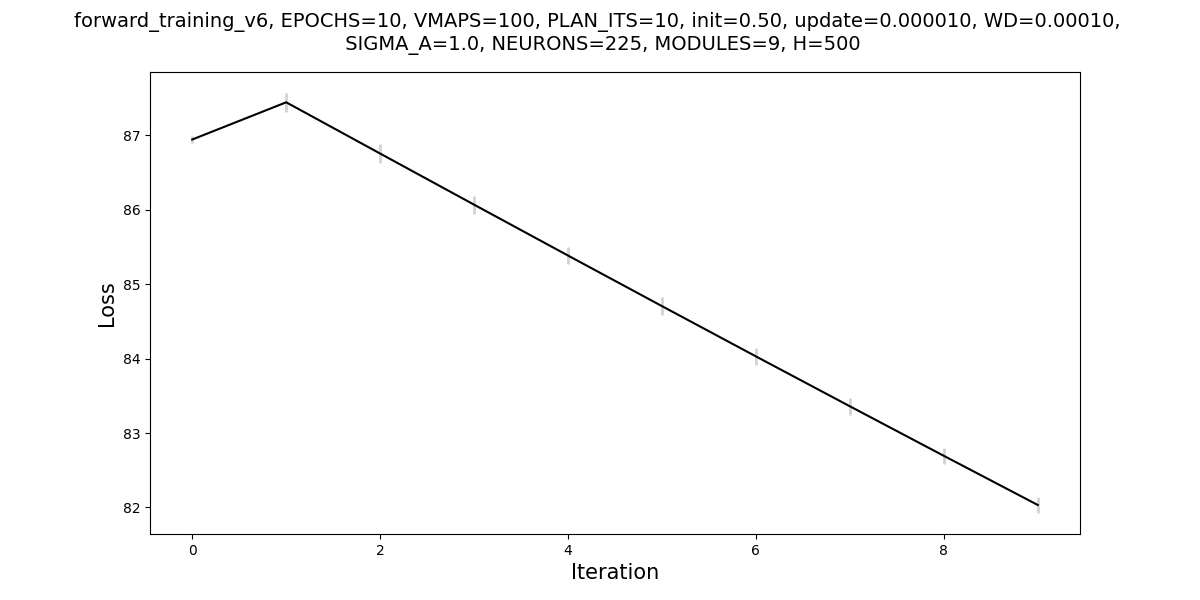 forward_training_v6, EPOCHS=10, VMAPS=100, PLAN_ITS=10, init=0.50, update=0.000010, WD=0.00010,
SIGMA_A=1.0, NEURONS=225, MODULES=9, H=500
87
86
85
84
83
82
Loss
0 2 4 6 8
Iteration